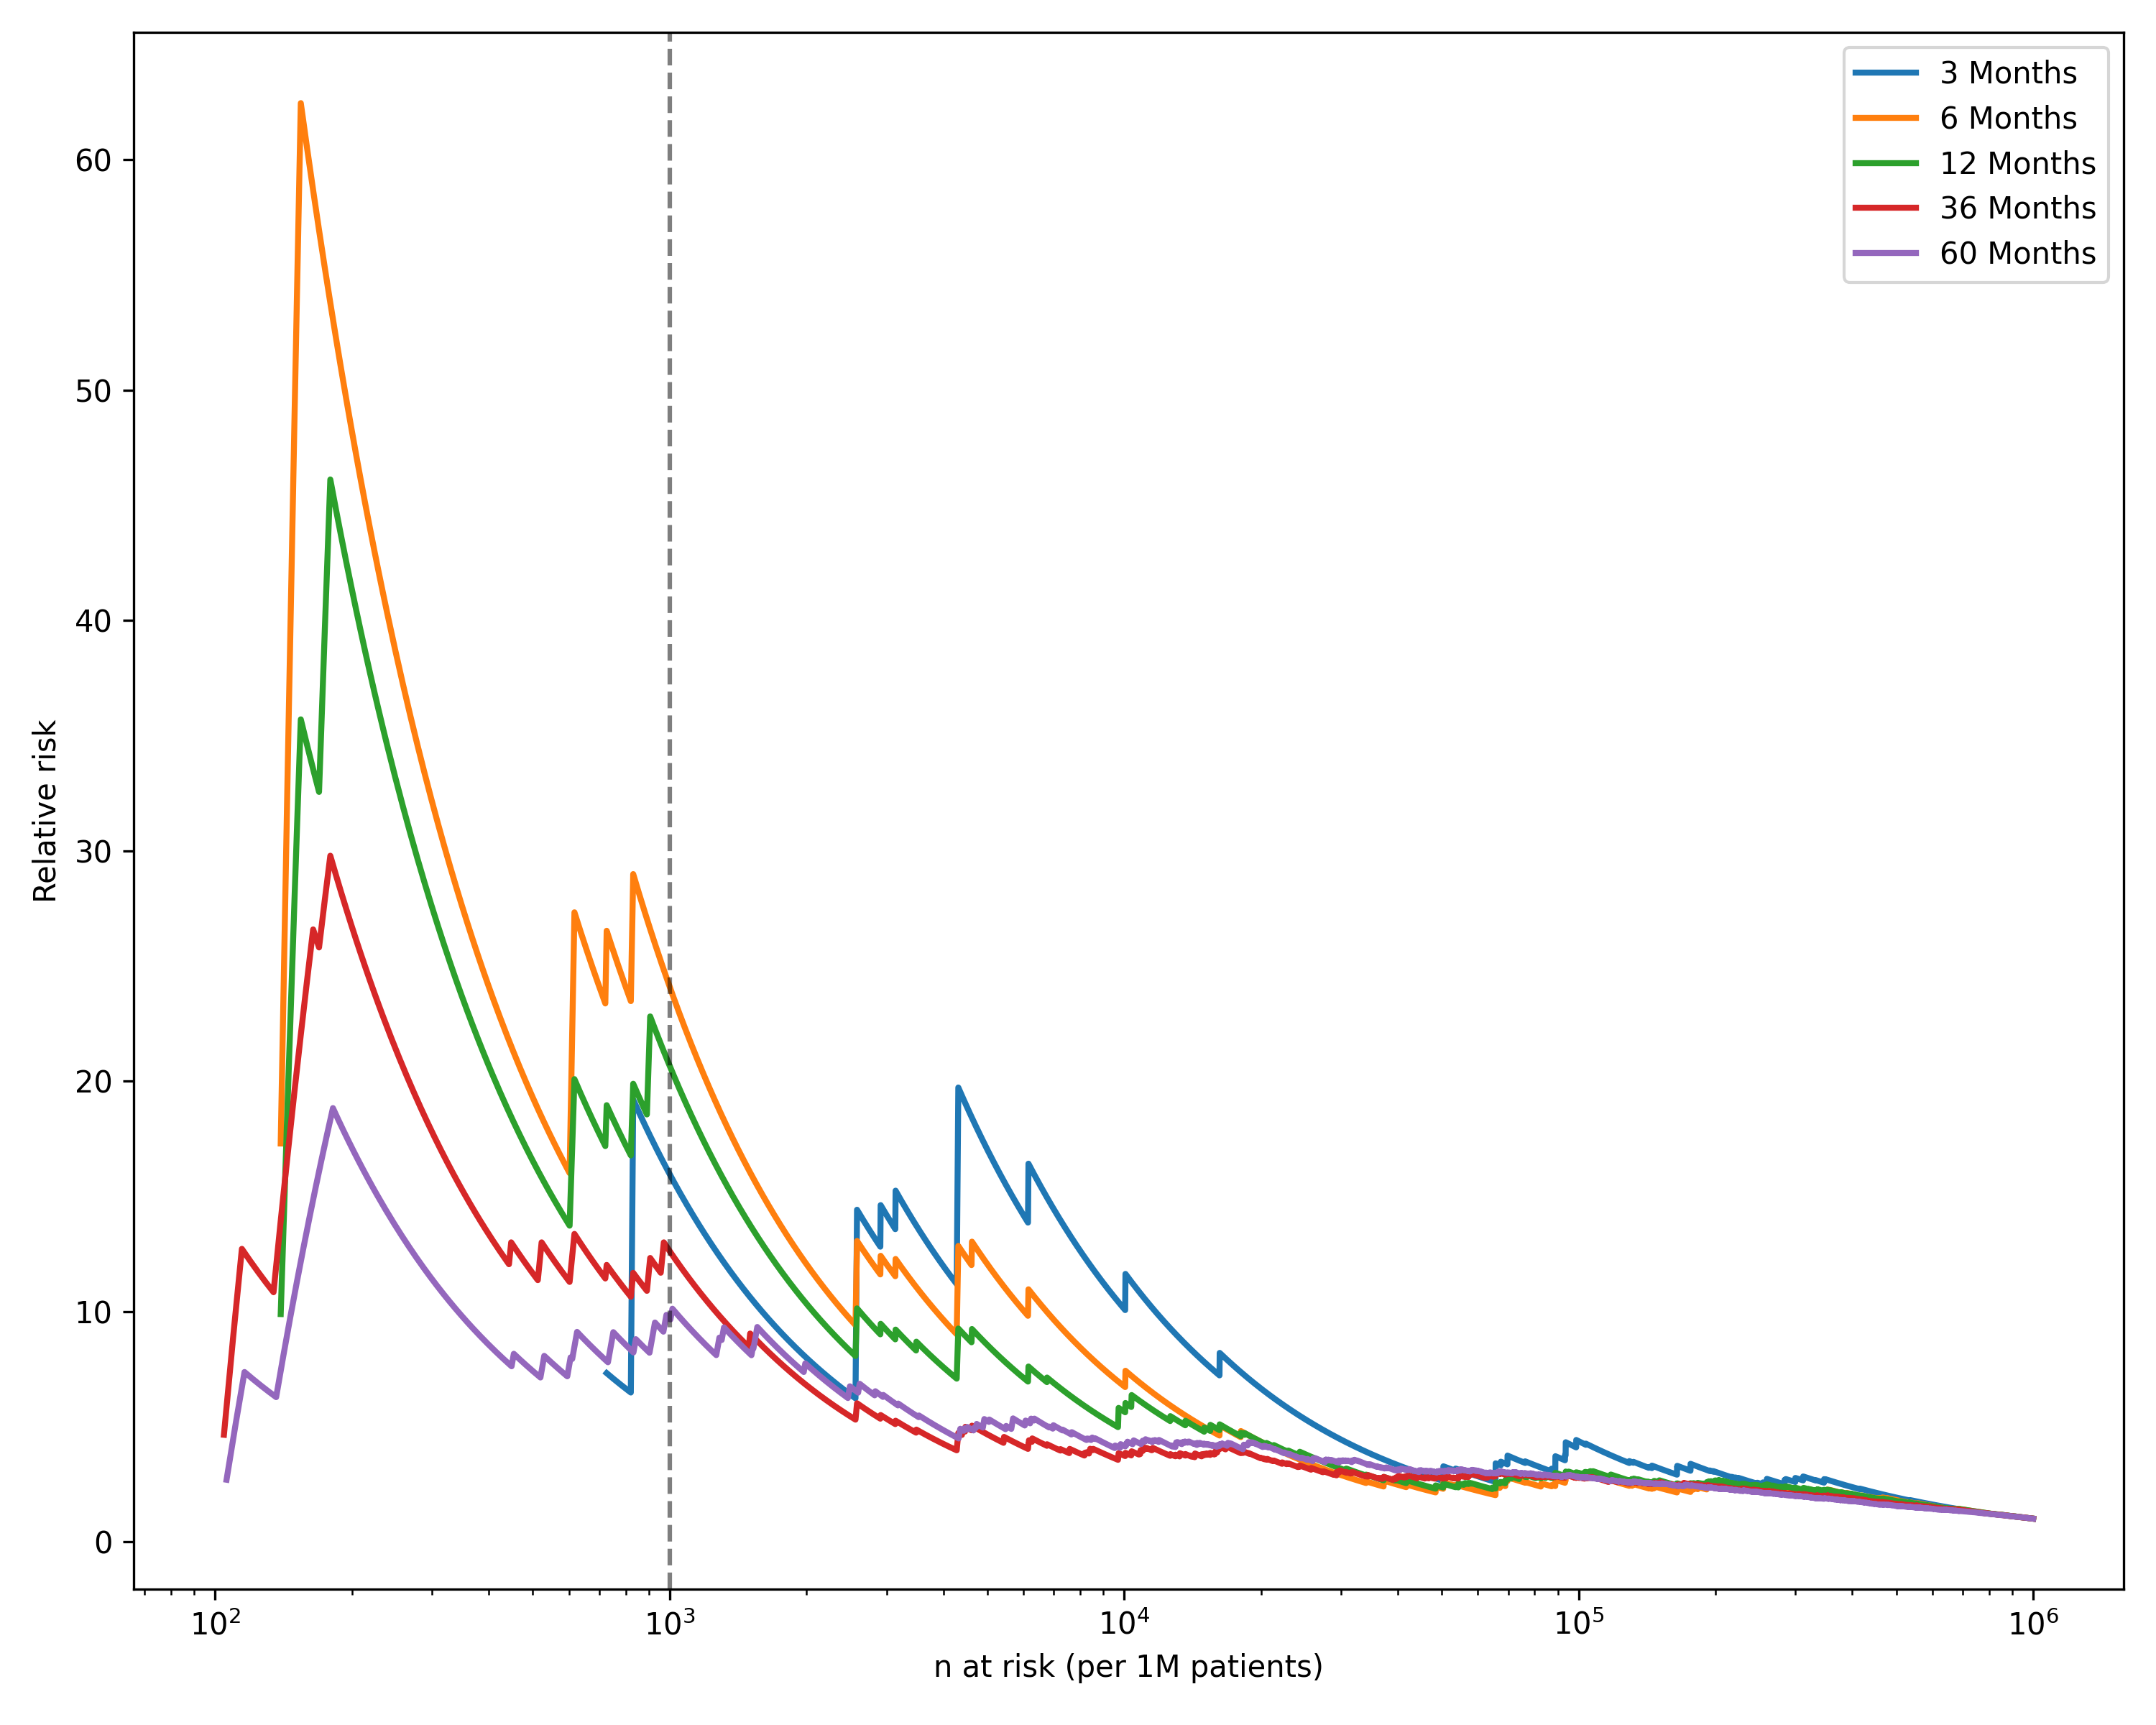 3 Months
6 Months
12 Months
36 Months
60 Months
60
50
40
30
20
10
0
Relative risk
10² 10³ 10⁴ 10⁵ 10⁶
n at risk (per 1M patients)